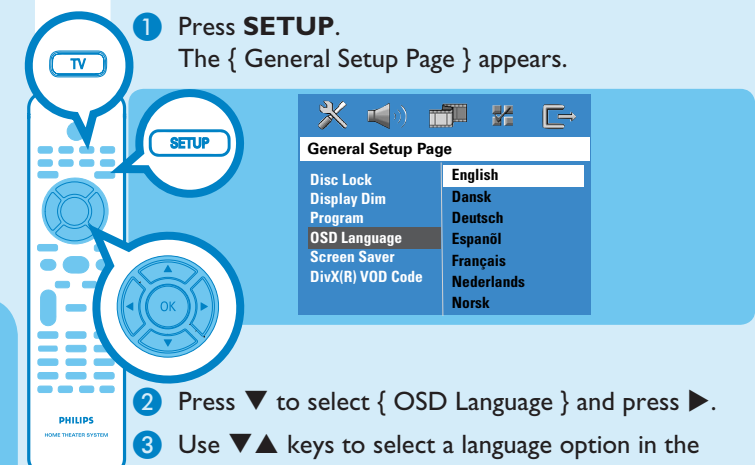 1 Press SETUP.
The { General Setup Page } appears.
TV
SETUP
General Setup Page
Disc Lock
Display Dim
Program
OSD Language
Screen Saver
DivX(R) VOD Code
English
Dansk
Deutsch
Espanõl
Français
Nederlands
Norsk
OK
2 Press ▼ to select { OSD Language } and press ▶.
3 Use ▼▲ keys to select a language option in the
PHILIPS
HOME THEATER SYSTEM